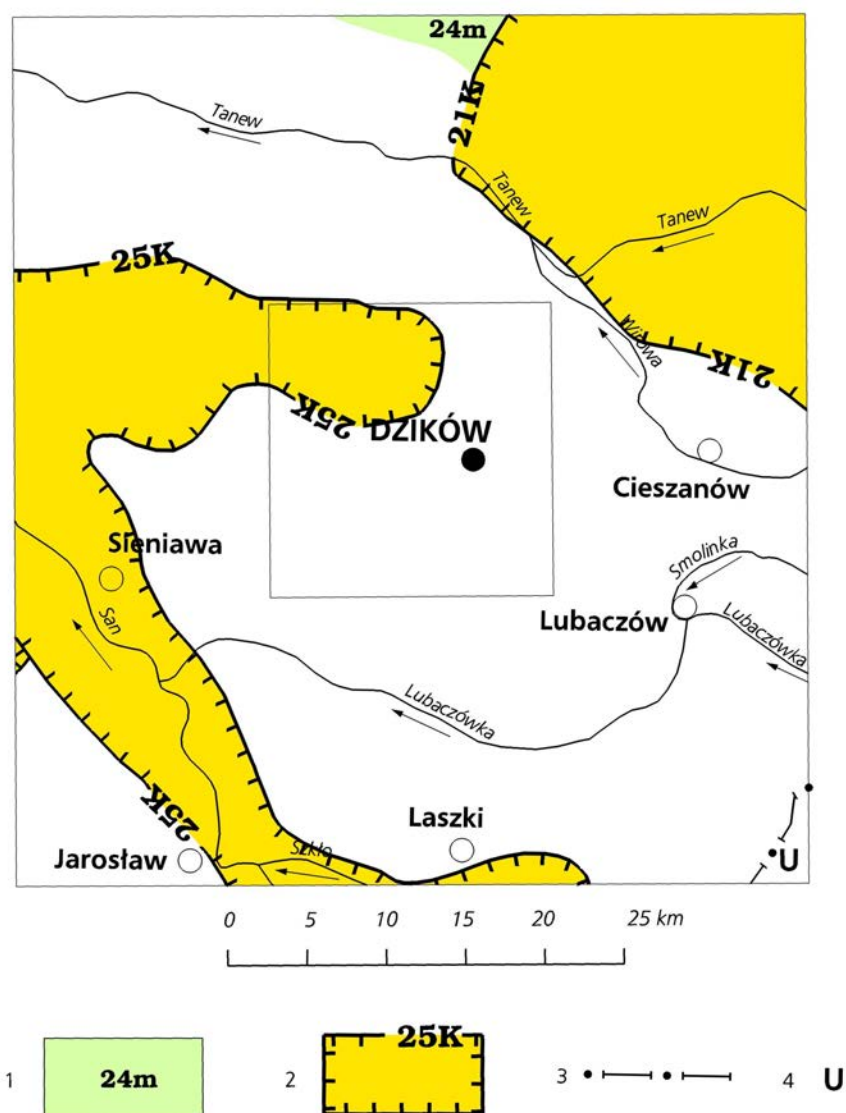 24m
21K
Tanew
Tanew
Tanew
25K
Wirowa
21K
25K
DZIKÓW
Cieszanów
Sieniawa
Smolinka
Lubaczów
Lubaczówka
San
Lubaczówka
25K
Laszki
Szkło
Jarosław
U
0 5 10 15 20 25 km
1 24m 2 25K 3 4 U